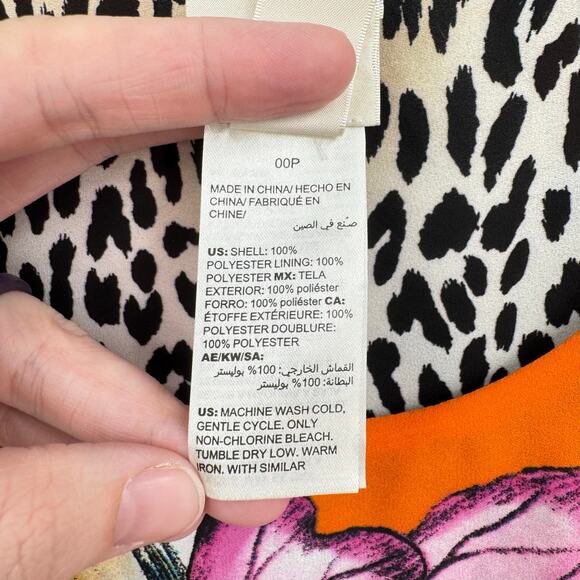 00P
MADE IN CHINA/ HECHO EN
CHINA/ FABRIQUÉ EN
CHINE/
صنع في الصين
US: SHELL: 100%
POLYESTER LINING: 100%
POLYESTER MX: TELA
EXTERIOR: 100% poliéster
FORRO: 100% poliéster CA:
ÉTOFFE EXTÉRIEURE: 100%
POLYESTER DOUBLURE:
100% POLYESTER
AE/KW/SA:
القماش الخارجي: 100% بوليستر
البطانة: 100% بوليستر
US: MACHINE WASH COLD,
GENTLE CYCLE. ONLY
NON-CHLORINE BLEACH.
TUMBLE DRY LOW. WARM
IRON. WITH SIMILAR